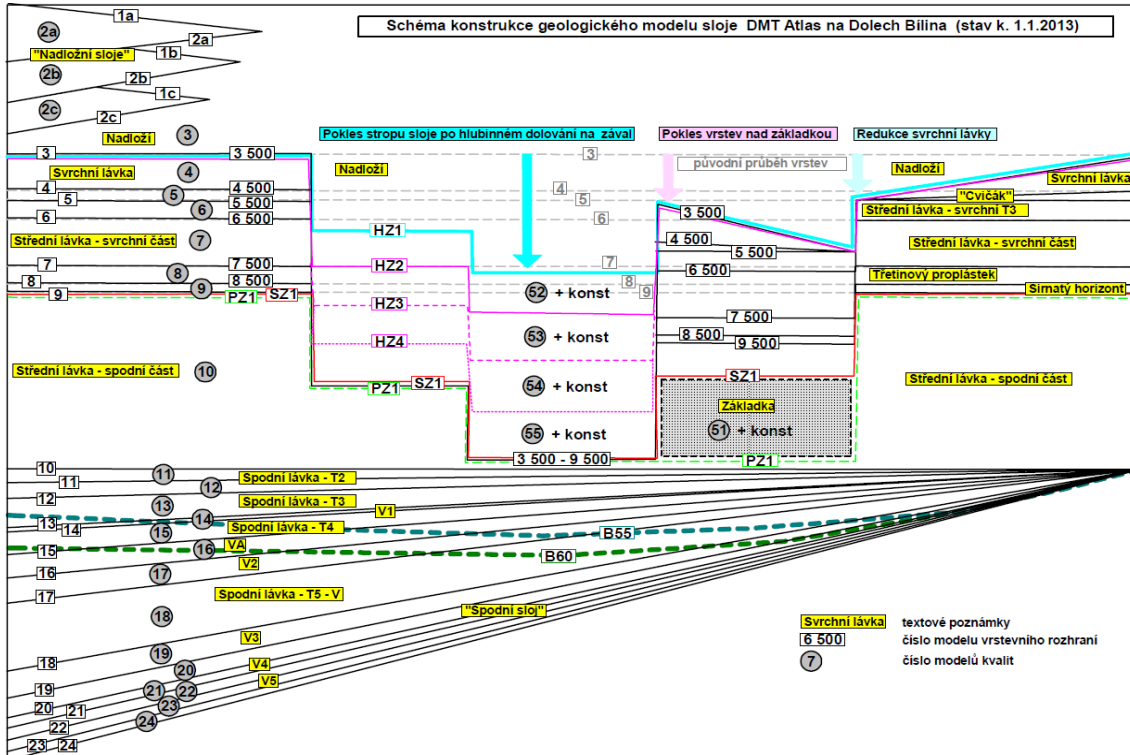 Schéma konstrukce geologického modelu sloje DMT Atlas na Dolech Bílina (stav k. 1.1.2013)
1a
2a
2a
"Nadložní sloje"
1b
2b
2b
1c
2c
2c
Nadloží
3
Pokles stropu sloje po hlubinném dolování na zával
Pokles vrstev nad základkou
Redukce svrchní lávky
3
3 500
Nadloží
3
původní průběh vrstev
Nadloží
Svrchní lávka
4
Svrchní lávka
4
4 500
4
"Cvičák"
5
5
5 500
5
6
3 500
Střední lávka - svrchní T3
6
6 500
6
HZ1
Střední lávka - svrchní část
7
4 500
5 500
Střední lávka - svrchní část
7
7 500
HZ2
7
6 500
8
8
8 500
8
Třetinový proplástek
9
9
SZ1
PZ1
9
52 + konst
Šimatý horizont
HZ3
7 500
HZ4
53 + konst
8 500
9 500
Střední lávka - spodní část
10
SZ1
PZ1
54 + konst
SZ1
Střední lávka - spodní část
Základka
55 + konst
51 + konst
3 500 - 9 500
PZ1
10
11
11
Spodní lávka - T2
12
12
13
Spodní lávka - T3
V1
13
14
14
15
Spodní lávka - T4
B55
15
16
VA
B60
16
17
V2
17
Spodní lávka - T5 - V
"Spodní sloj"
18
V3
18
19
V4
20
V5
19
20
21
21
22
22
23
23
24
24
Svrchní lávka
textové poznámky
6 500
číslo modelu vrstevního rozhraní
7
číslo modelů kvalit